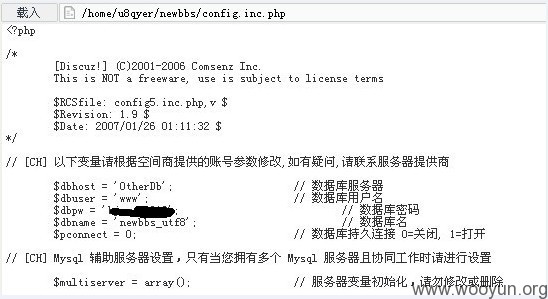 载入 /home/u8qyer/newbbs/config.inc.php
<?php
/*
[Discuz!] (C)2001-2006 Comsenz Inc.
This is NOT a freeware, use is subject to license terms
$RCSfile: config5.inc.php,v $
$Revision: 1.9 $
$Date: 2007/01/26 01:11:32 $
*/
// [CH] 以下变量请根据空间商提供的账号参数修改,如有疑问,请联系服务器提供商
$dbhost = 'OtherDb'; // 数据库服务器
$dbuser = 'www'; // 数据库用户名
$dbpw = ' // 数据库密码
$dbname = 'newbbs_utf8'; // 数据库名
$pconnect = 0; // 数据库持久连接 0=关闭, 1=打开
// [CH] Mysql 辅助服务器设置，只有当您拥有多个 Mysql 服务器且协同工作时请进行设置
$multiserver = array(); // 服务器变量初始化，请勿修改或删除
www.wooyun.org